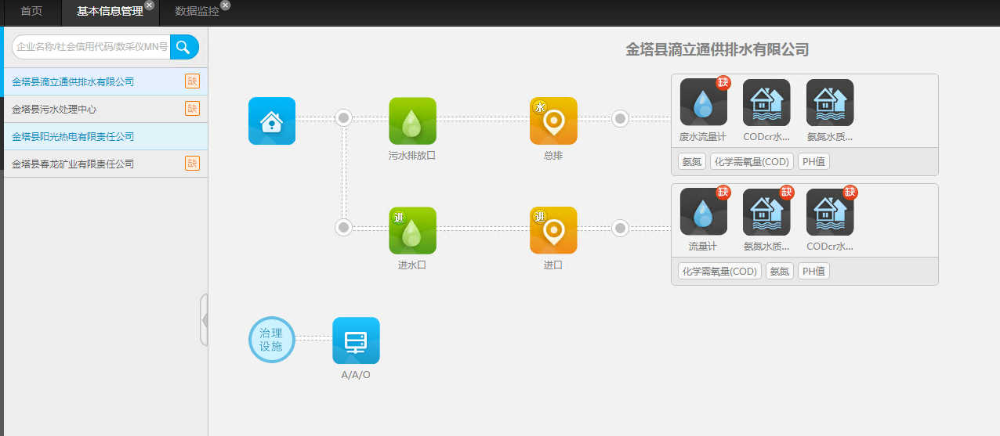 首页
基本信息管理
数据监控
企业名称/社会信用代码/数采仪MN号
金塔县滴立通供排水有限公司 缺
金塔县污水处理中心 缺
金塔县阳光热电有限责任公司
金塔县春龙矿业有限责任公司 缺
金塔县滴立通供排水有限公司
污水排放口
水
总排
缺
废水流量计
CODcr水...
氨氮水质...
氨氮 化学需氧量(COD) PH值
进
进水口
进
进口
缺 缺 缺
流量计
氨氮水质...
CODcr水...
化学需氧量(COD) 氨氮 PH值
治理
设施
A/A/O